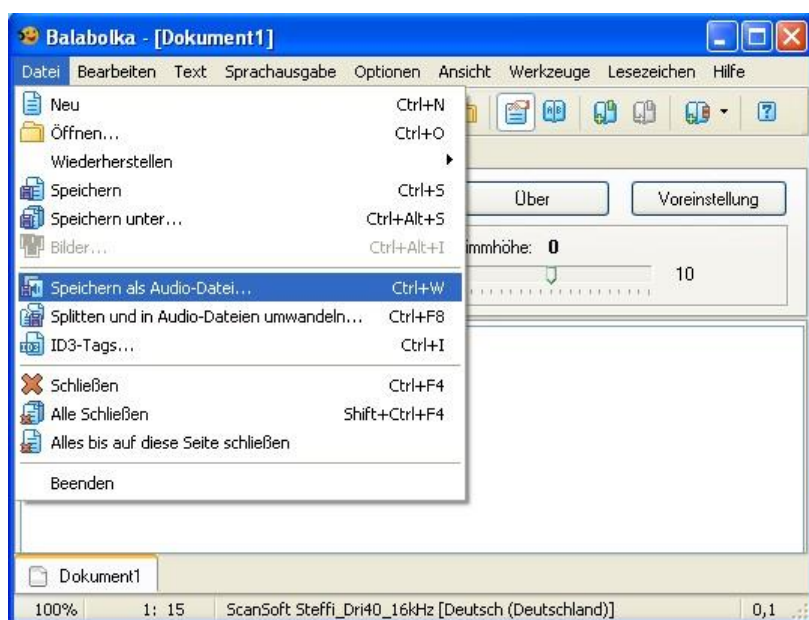 Balabolka - [Dokument1]
Datei Bearbeiten Text Sprachausgabe Optionen Ansicht Werkzeuge Lesezeichen Hilfe
Neu Ctrl+N
Öffnen... Ctrl+O
Wiederherstellen
Speichern Ctrl+S
Speichern unter... Ctrl+Alt+S
Bilder... Ctrl+Alt+I
Speichern als Audio-Datei... Ctrl+W
Splitten und in Audio-Dateien umwandeln... Ctrl+F8
ID3-Tags... Ctrl+I
Schließen Ctrl+F4
Alle Schließen Shift+Ctrl+F4
Alles bis auf diese Seite schließen
Beenden
Über Voreinstellung
immhöhe: 0
10
Dokument1
100% 1: 15 ScanSoft Steffi_Dri40_16kHz [Deutsch (Deutschland)] 0,1